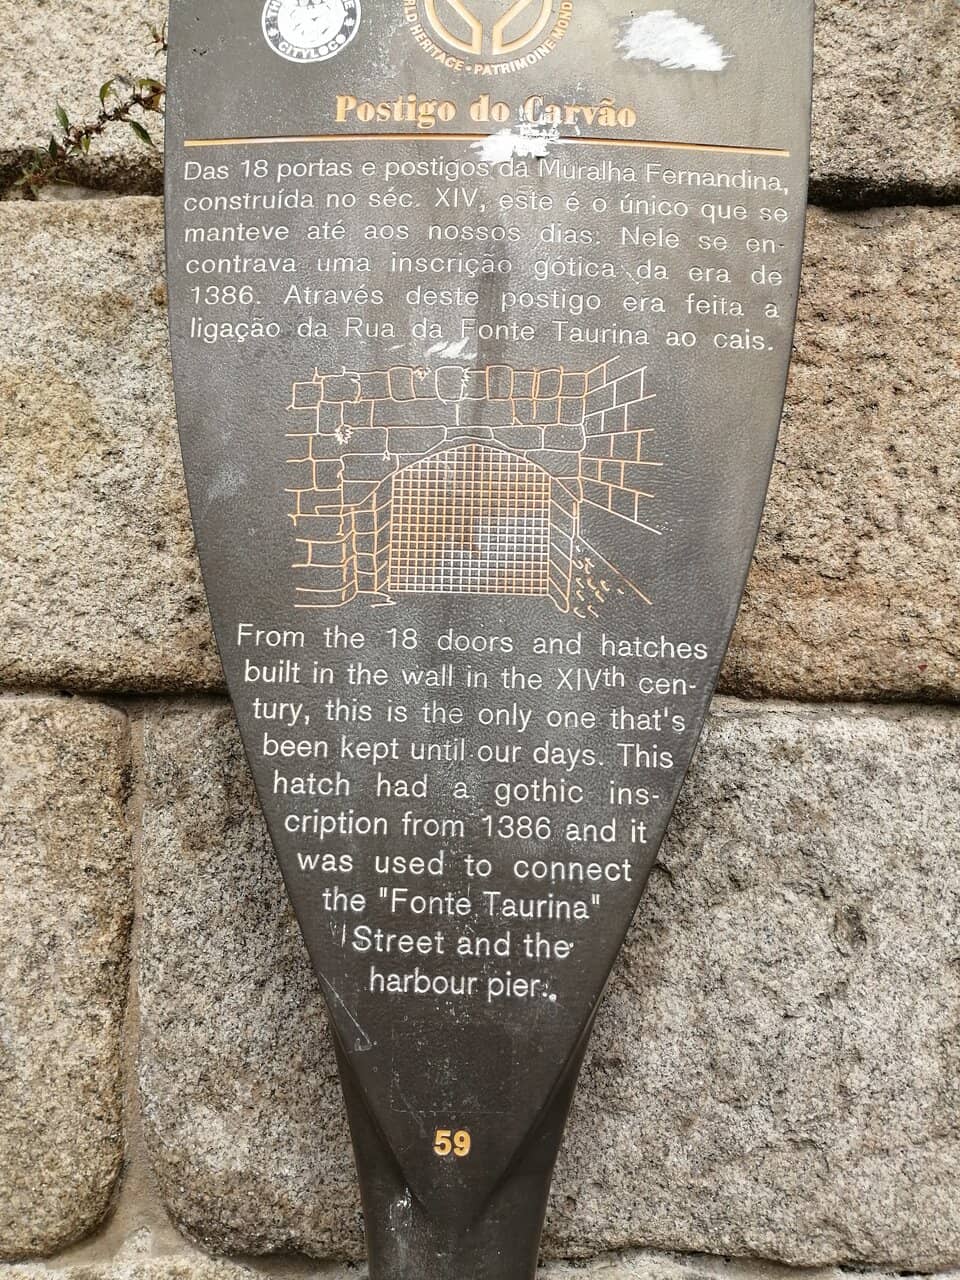 CITYLOCO
WORLD HERITAGE • PATRIMOINE MOND
Postigo do Carvão
Das 18 portas e postigos da Muralha Fernandina,
construída no séc. XIV, este é o único que se
manteve até aos nossos dias. Nele se en-
contrava uma inscrição gótica da era de
1386. Através deste postigo era feita a
ligação da Rua da Fonte Taurina ao cais.
From the 18 doors and hatches
built in the wall in the XIVth cen-
tury, this is the only one that's
been kept until our days. This
hatch had a gothic ins-
cription from 1386 and it
was used to connect
the "Fonte Taurina"
Street and the
harbour pier.
59